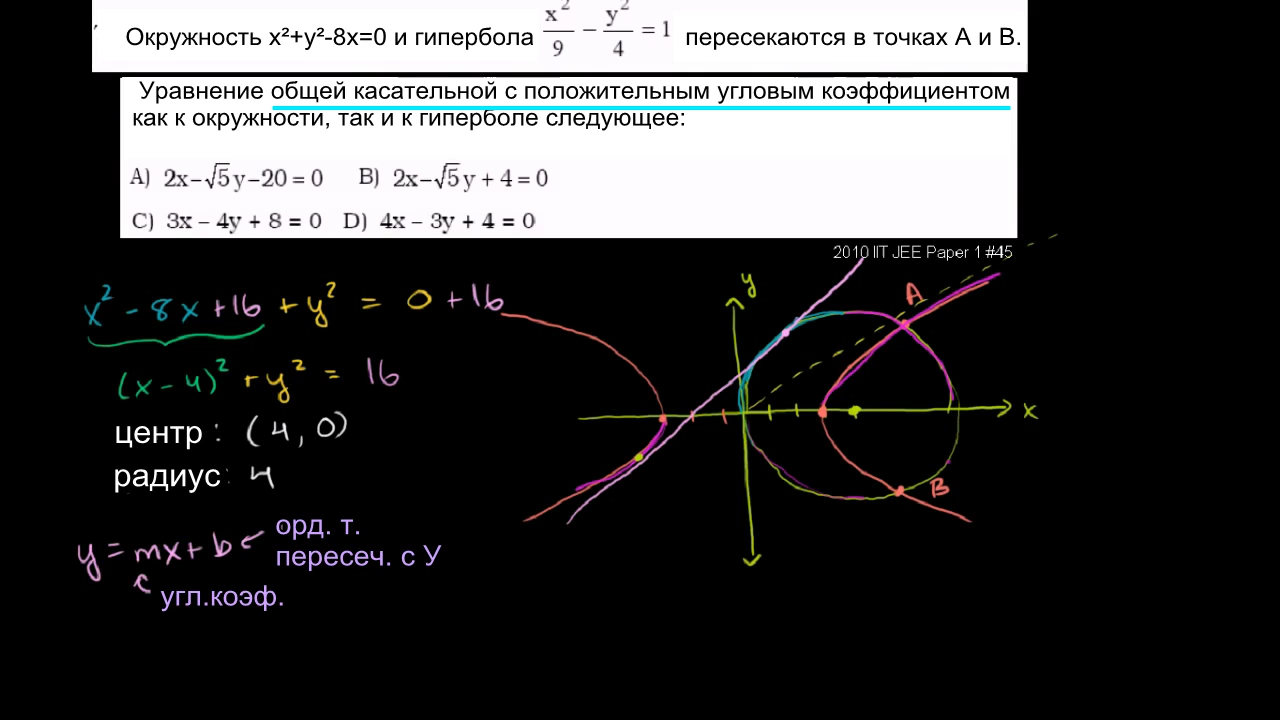 Окружность x²+y²-8x=0 и гипербола x²/9 − y²/4 = 1 пересекаются в точках А и В.
Уравнение общей касательной с положительным угловым коэффициентом
как к окружности, так и к гиперболе следующее:
A) 2x−√5y−20 = 0 B) 2x−√5y + 4 = 0
C) 3x − 4y + 8 = 0 D) 4x − 3y + 4 = 0
2010 IIT JEE Paper 1 #45
x² - 8x + 16 + y² = 0 + 16
(x - 4)² + y² = 16
центр : (4, 0)
радиус: 4
y = mx + b
орд. т.
пересеч. с У
угл.коэф.
y
A
x
B